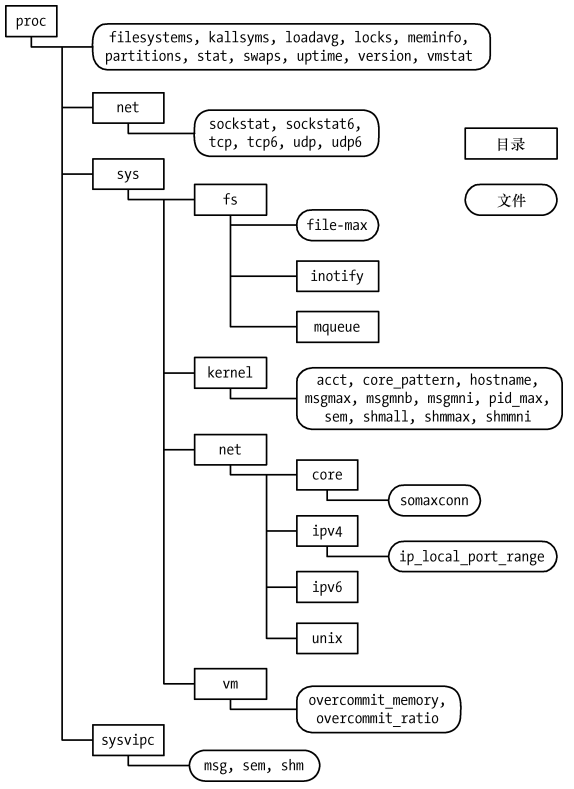 proc
filesystems, kallsyms, loadavg, locks, meminfo,
partitions, stat, swaps, uptime, version, vmstat
net
sockstat, sockstat6,
tcp, tcp6, udp, udp6
目录
sys
fs
文件
file-max
inotify
mqueue
kernel
acct, core_pattern, hostname,
msgmax, msgmnb, msgmni, pid_max,
sem, shmall, shmmax, shmmni
net
core
somaxconn
ipv4
ip_local_port_range
ipv6
unix
vm
overcommit_memory,
overcommit_ratio
sysvipc
msg, sem, shm